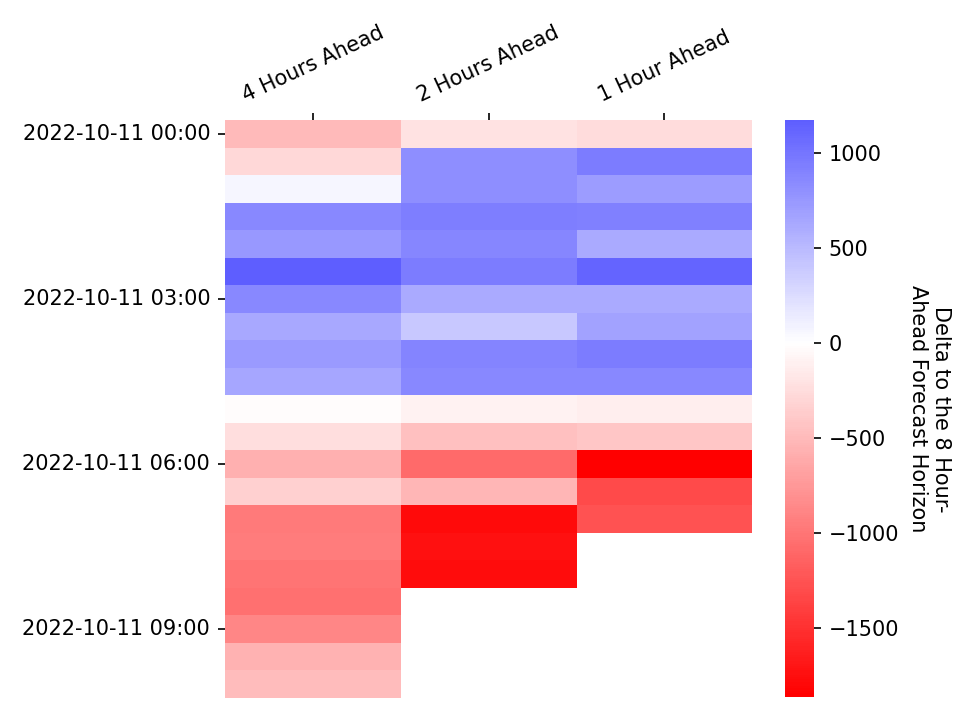 4 Hours Ahead
2 Hours Ahead
1 Hour Ahead
2022-10-11 00:00
2022-10-11 03:00
2022-10-11 06:00
2022-10-11 09:00
1000
500
0
−500
−1000
−1500
Delta to the 8 Hour-
Ahead Forecast Horizon